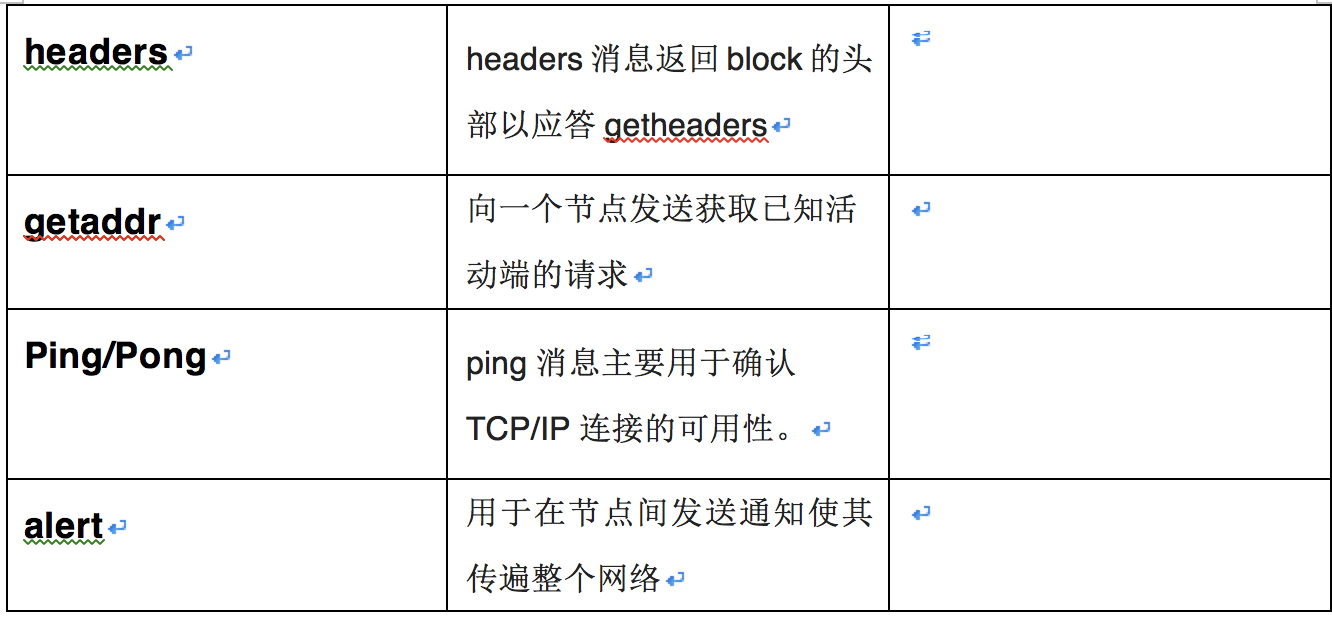 headers
headers 消息返回 block 的头
部以应答 getheaders
getaddr
向一个节点发送获取已知活
动端的请求
Ping/Pong
ping 消息主要用于确认
TCP/IP 连接的可用性。
alert
用于在节点间发送通知使其
传遍整个网络